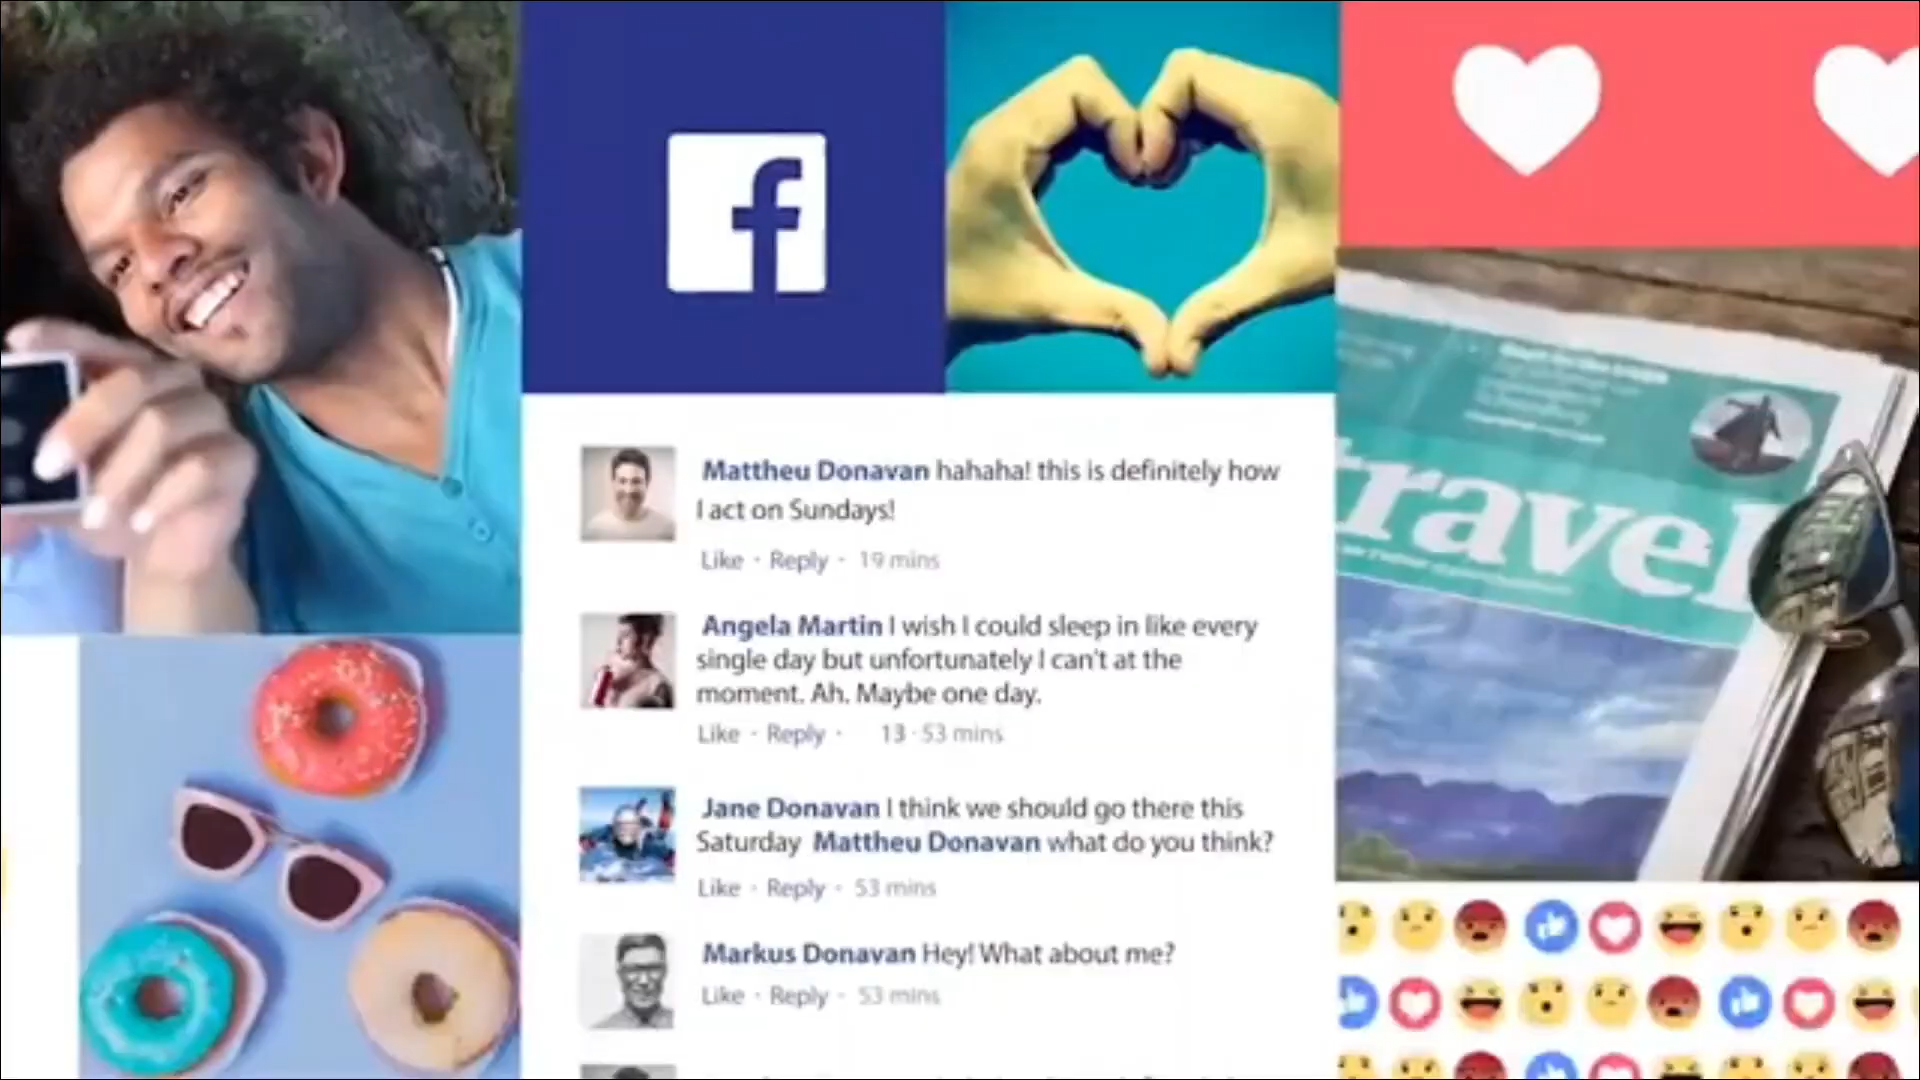 f
Mattheu Donavan hahaha! this is definitely how
I act on Sundays!
Like · Reply · 19 mins
Angela Martin I wish I could sleep in like every
single day but unfortunately I can't at the
moment. Ah. Maybe one day.
Like · Reply · 13 · 53 mins
Jane Donavan I think we should go there this
Saturday Mattheu Donavan what do you think?
Like · Reply · 53 mins
Markus Donavan Hey! What about me?
Like · Reply · 53 mins
travel